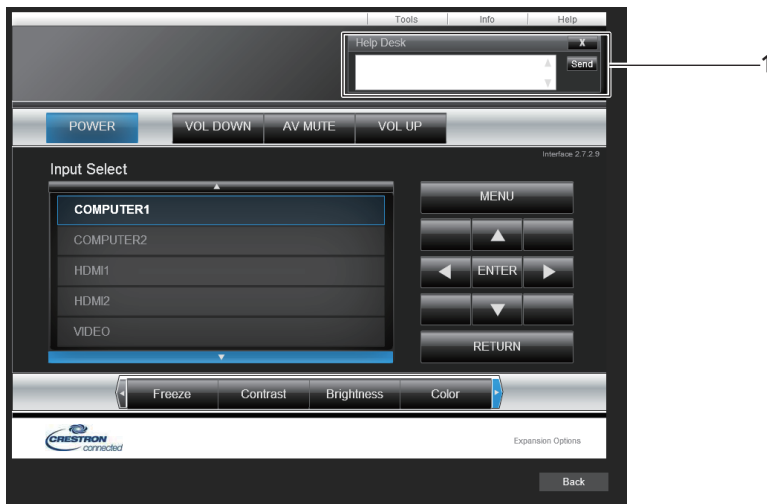 Tools Info Help
Help Desk X
Send
1
POWER VOL DOWN AV MUTE VOL UP
Interface 2.7.2.9
Input Select
COMPUTER1
COMPUTER2
HDMI1
HDMI2
VIDEO
MENU
ENTER
RETURN
Freeze Contrast Brightness Color
CRESTRON
connected
Expansion Options
Back